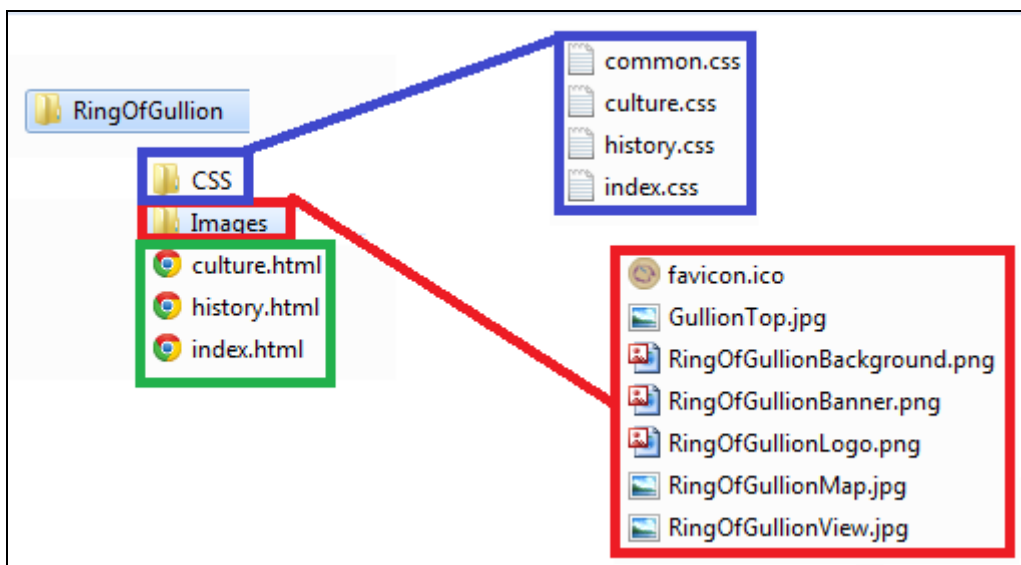 RingOfGullion
CSS
Images
culture.html
history.html
index.html
common.css
culture.css
history.css
index.css
favicon.ico
GullionTop.jpg
RingOfGullionBackground.png
RingOfGullionBanner.png
RingOfGullionLogo.png
RingOfGullionMap.jpg
RingOfGullionView.jpg